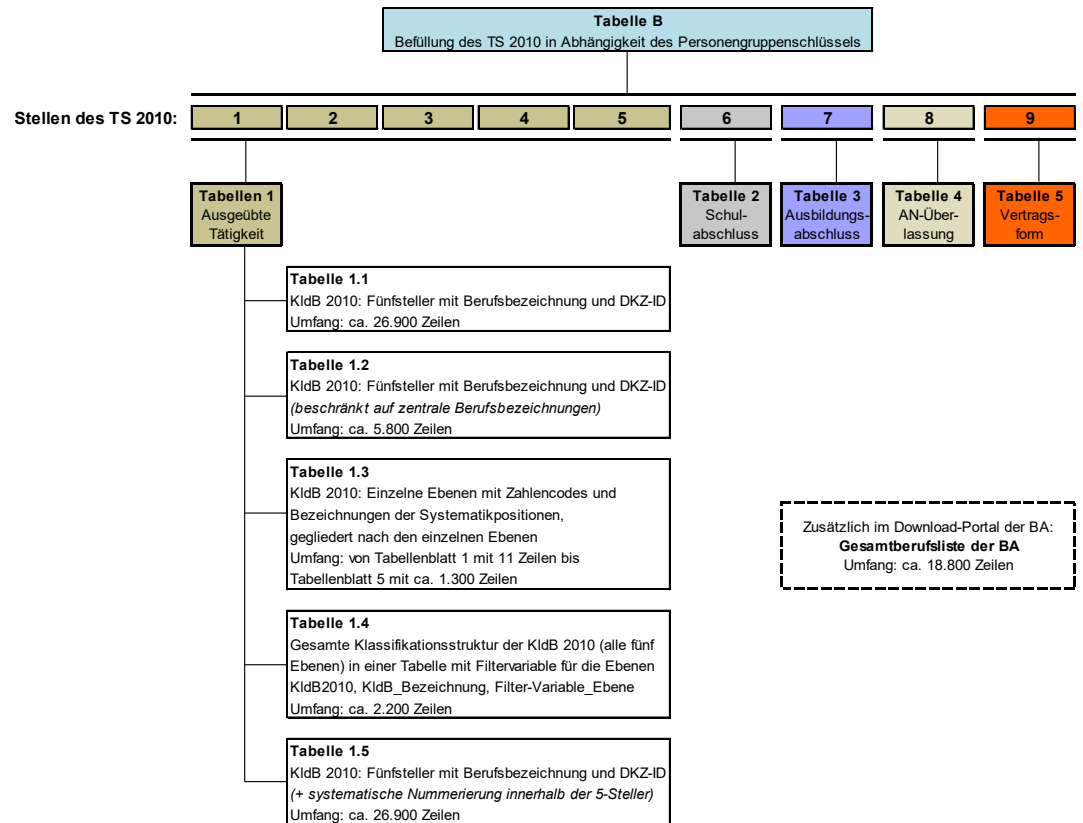 Tabelle B
Befüllung des TS 2010 in Abhängigkeit des Personengruppenschlüssels
Stellen des TS 2010: 1 2 3 4 5 6 7 8 9
Tabellen 1
Ausgeübte
Tätigkeit
Tabelle 2
Schul-
abschluss
Tabelle 3
Ausbildungs-
abschluss
Tabelle 4
AN-Über-
lassung
Tabelle 5
Vertrags-
form
Tabelle 1.1
KldB 2010: Fünfsteller mit Berufsbezeichnung und DKZ-ID
Umfang: ca. 26.900 Zeilen
Tabelle 1.2
KldB 2010: Fünfsteller mit Berufsbezeichnung und DKZ-ID
(beschränkt auf zentrale Berufsbezeichnungen)
Umfang: ca. 5.800 Zeilen
Tabelle 1.3
KldB 2010: Einzelne Ebenen mit Zahlencodes und
Bezeichnungen der Systematikpositionen,
gegliedert nach den einzelnen Ebenen
Umfang: von Tabellenblatt 1 mit 11 Zeilen bis
Tabellenblatt 5 mit ca. 1.300 Zeilen
Zusätzlich im Download-Portal der BA:
Gesamtberufsliste der BA
Umfang: ca. 18.800 Zeilen
Tabelle 1.4
Gesamte Klassifikationsstruktur der KldB 2010 (alle fünf
Ebenen) in einer Tabelle mit Filtervariable für die Ebenen
KldB2010, KldB_Bezeichnung, Filter-Variable_Ebene
Umfang: ca. 2.200 Zeilen
Tabelle 1.5
KldB 2010: Fünfsteller mit Berufsbezeichnung und DKZ-ID
(+ systematische Nummerierung innerhalb der 5-Steller)
Umfang: ca. 26.900 Zeilen